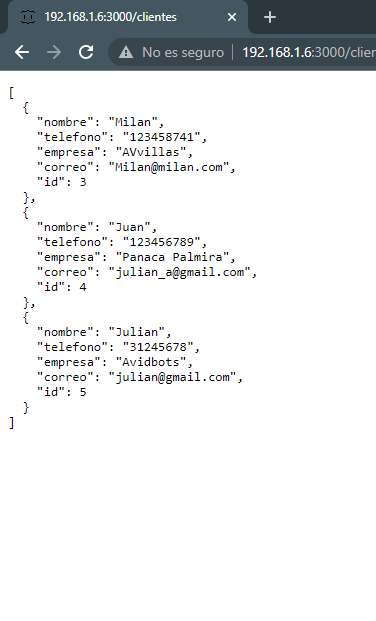 192.168.1.6:3000/clientes
No es seguro 192.168.1.6:3000/clien
[
  {
    "nombre": "Milan",
    "telefono": "123458741",
    "empresa": "AVvillas",
    "correo": "Milan@milan.com",
    "id": 3
  },
  {
    "nombre": "Juan",
    "telefono": "123456789",
    "empresa": "Panaca Palmira",
    "correo": "julian_a@gmail.com",
    "id": 4
  },
  {
    "nombre": "Julian",
    "telefono": "31245678",
    "empresa": "Avidbots",
    "correo": "julian@gmail.com",
    "id": 5
  }
]